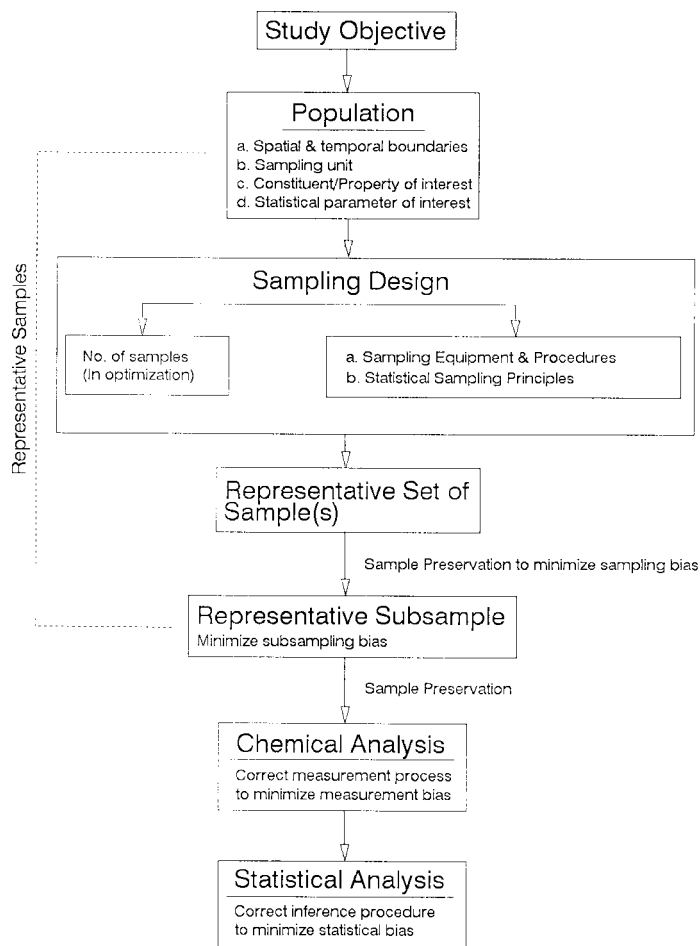 Study Objective
Population
a. Spatial & temporal boundaries
b. Sampling unit
c. Constituent/Property of interest
d. Statistical parameter of interest
Representative Samples
Sampling Design
No. of samples
(In optimization)
a. Sampling Equipment & Procedures
b. Statistical Sampling Principles
Representative Set of
Sample(s)
Sample Preservation to minimize sampling bias
Representative Subsample
Minimize subsampling bias
Sample Preservation
Chemical Analysis
Correct measurement process
to minimize measurement bias
Statistical Analysis
Correct inference procedure
to minimize statistical bias